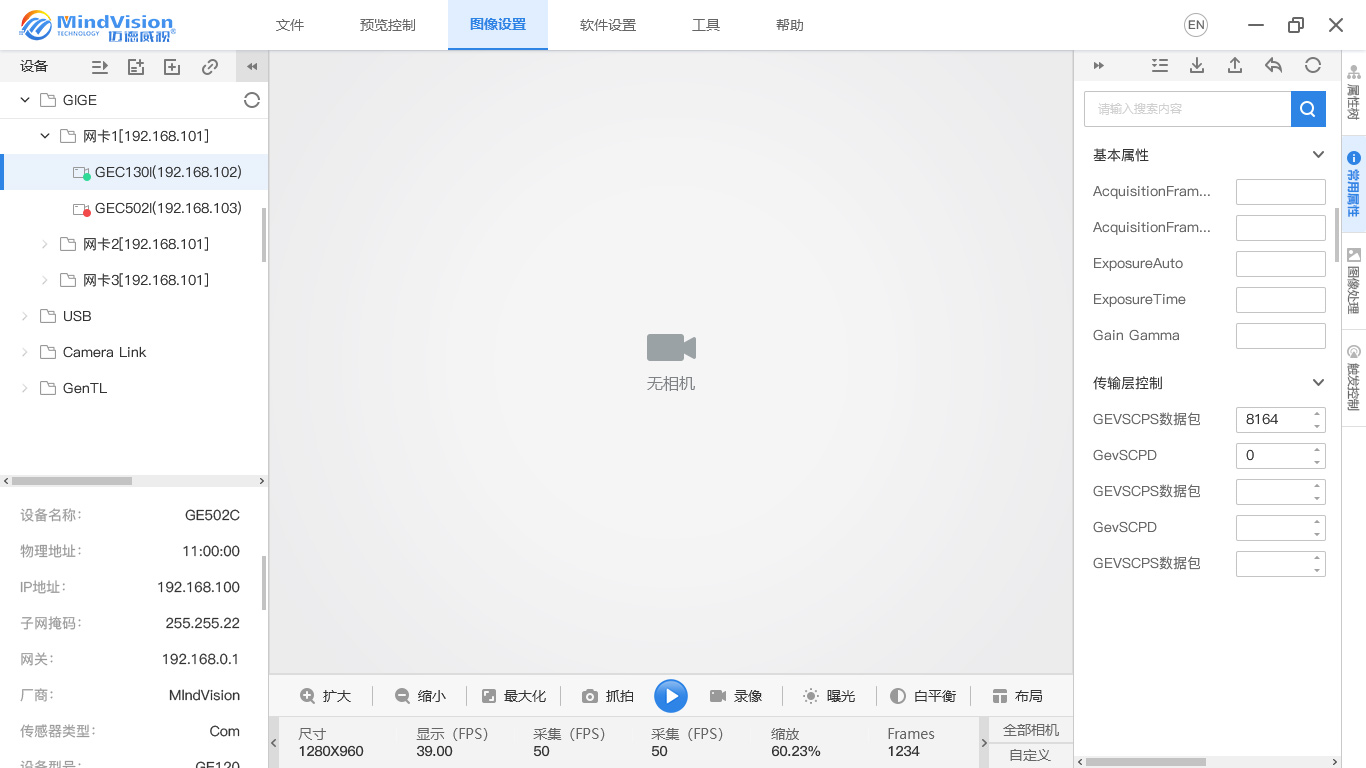 MindVision
TECHNOLOGY 迈德威视®
文件 预览控制 图像设置 软件设置 工具 帮助 EN
设备
GIGE
网卡1[192.168.101]
GEC130I(192.168.102)
GEC502I(192.168.103)
网卡2[192.168.101]
网卡3[192.168.101]
USB
Camera Link
GenTL
设备名称： GE502C
物理地址： 11:00:00
IP地址： 192.168.100
子网掩码： 255.255.22
网关： 192.168.0.1
厂商： MIndVision
传感器类型： Com
设备型号： GE120
无相机
扩大 缩小 最大化 抓拍 录像 曝光 白平衡 布局
尺寸 显示（FPS） 采集（FPS） 采集（FPS） 缩放 Frames
1280X960 39.00 50 50 60.23% 1234
全部相机
自定义
请输入搜索内容
基本属性
AcquisitionFram...
AcquisitionFram...
ExposureAuto
ExposureTime
Gain Gamma
传输层控制
GEVSCPS数据包 8164
GevSCPD 0
GEVSCPS数据包
GevSCPD
GEVSCPS数据包
属性树
常用属性
图像处理
触发控制